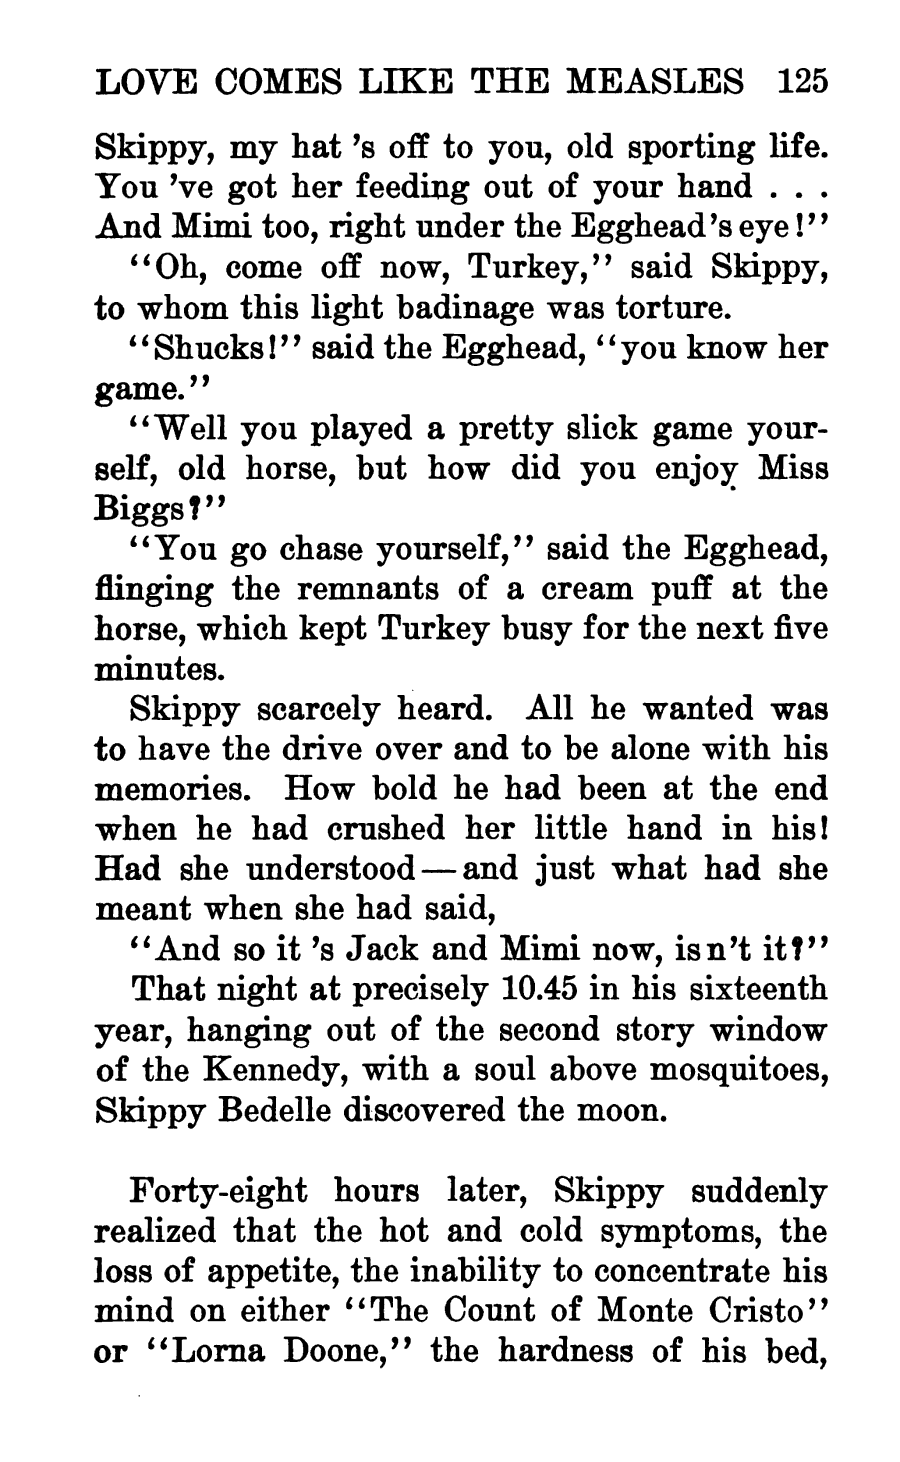 LOVE COMES LIKE THE MEASLES 125
Skippy, my hat 's off to you, old sporting life.
You 've got her feeding out of your hand . . .
And Mimi too, right under the Egghead's eye!"
"Oh, come off now, Turkey," said Skippy,
to whom this light badinage was torture.
"Shucks!" said the Egghead, "you know her
game."
"Well you played a pretty slick game your-
self, old horse, but how did you enjoy Miss
Biggs?"
"You go chase yourself," said the Egghead,
flinging the remnants of a cream puff at the
horse, which kept Turkey busy for the next five
minutes.
Skippy scarcely heard. All he wanted was
to have the drive over and to be alone with his
memories. How bold he had been at the end
when he had crushed her little hand in his!
Had she understood—and just what had she
meant when she had said,
"And so it 's Jack and Mimi now, isn't it?"
That night at precisely 10.45 in his sixteenth
year, hanging out of the second story window
of the Kennedy, with a soul above mosquitoes,
Skippy Bedelle discovered the moon.
Forty-eight hours later, Skippy suddenly
realized that the hot and cold symptoms, the
loss of appetite, the inability to concentrate his
mind on either "The Count of Monte Cristo"
or "Lorna Doone," the hardness of his bed,